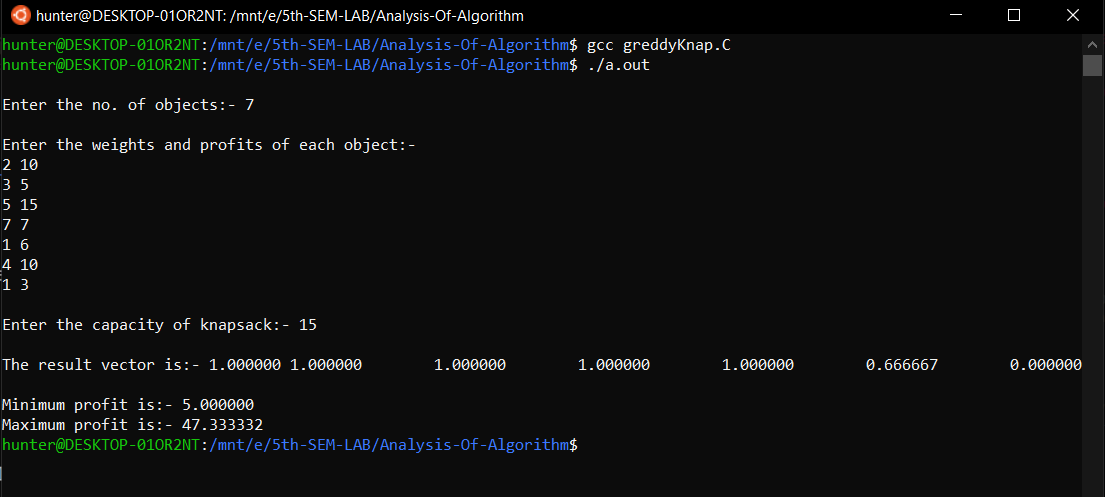 hunter@DESKTOP-01OR2NT: /mnt/e/5th-SEM-LAB/Analysis-Of-Algorithm
hunter@DESKTOP-01OR2NT:/mnt/e/5th-SEM-LAB/Analysis-Of-Algorithm$ gcc greddyKnap.C
hunter@DESKTOP-01OR2NT:/mnt/e/5th-SEM-LAB/Analysis-Of-Algorithm$ ./a.out
Enter the no. of objects:- 7
Enter the weights and profits of each object:-
2 10
3 5
5 15
7 7
1 6
4 10
1 3
Enter the capacity of knapsack:- 15
The result vector is:- 1.000000 1.000000 1.000000 1.000000 1.000000 0.666667 0.000000
Minimum profit is:- 5.000000
Maximum profit is:- 47.333332
hunter@DESKTOP-01OR2NT:/mnt/e/5th-SEM-LAB/Analysis-Of-Algorithm$